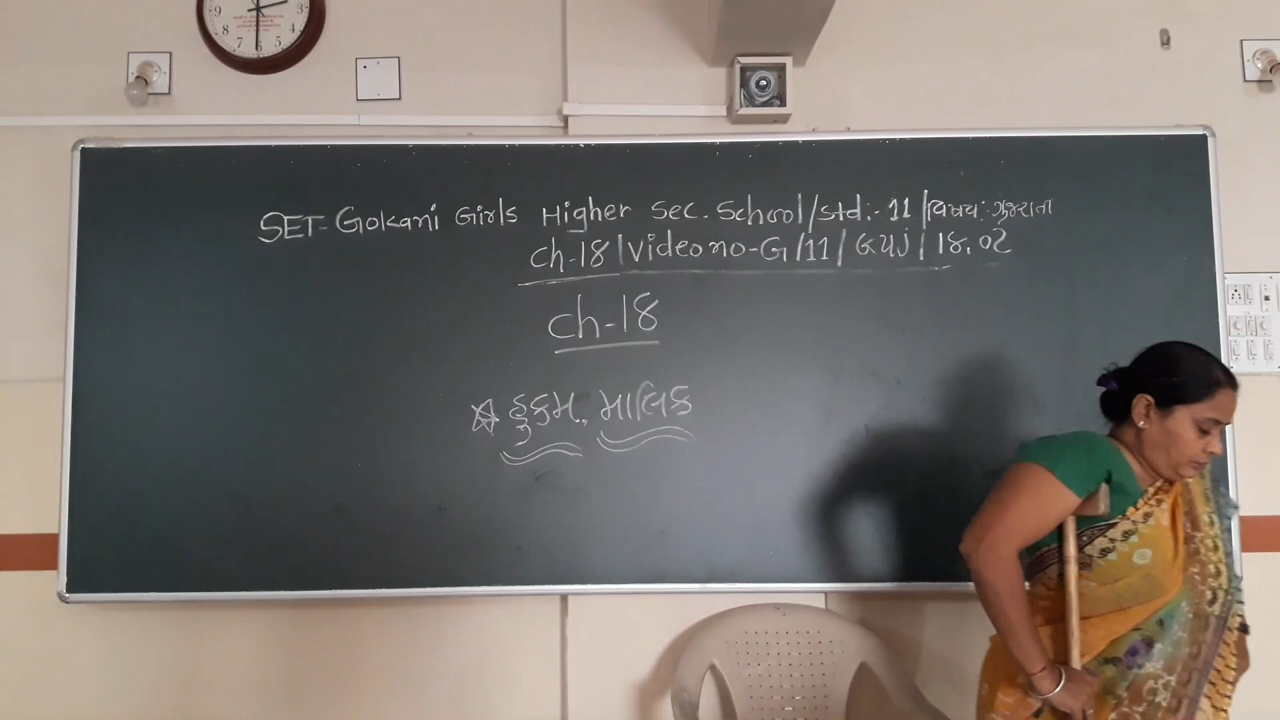 SET-Gokani Girls Higher Sec. School/Std:-11/વિષય:-ગુજરાતી
Ch-18/Video no-G/11/GUJ/18.02
Ch-18
હુકમ, માલિક